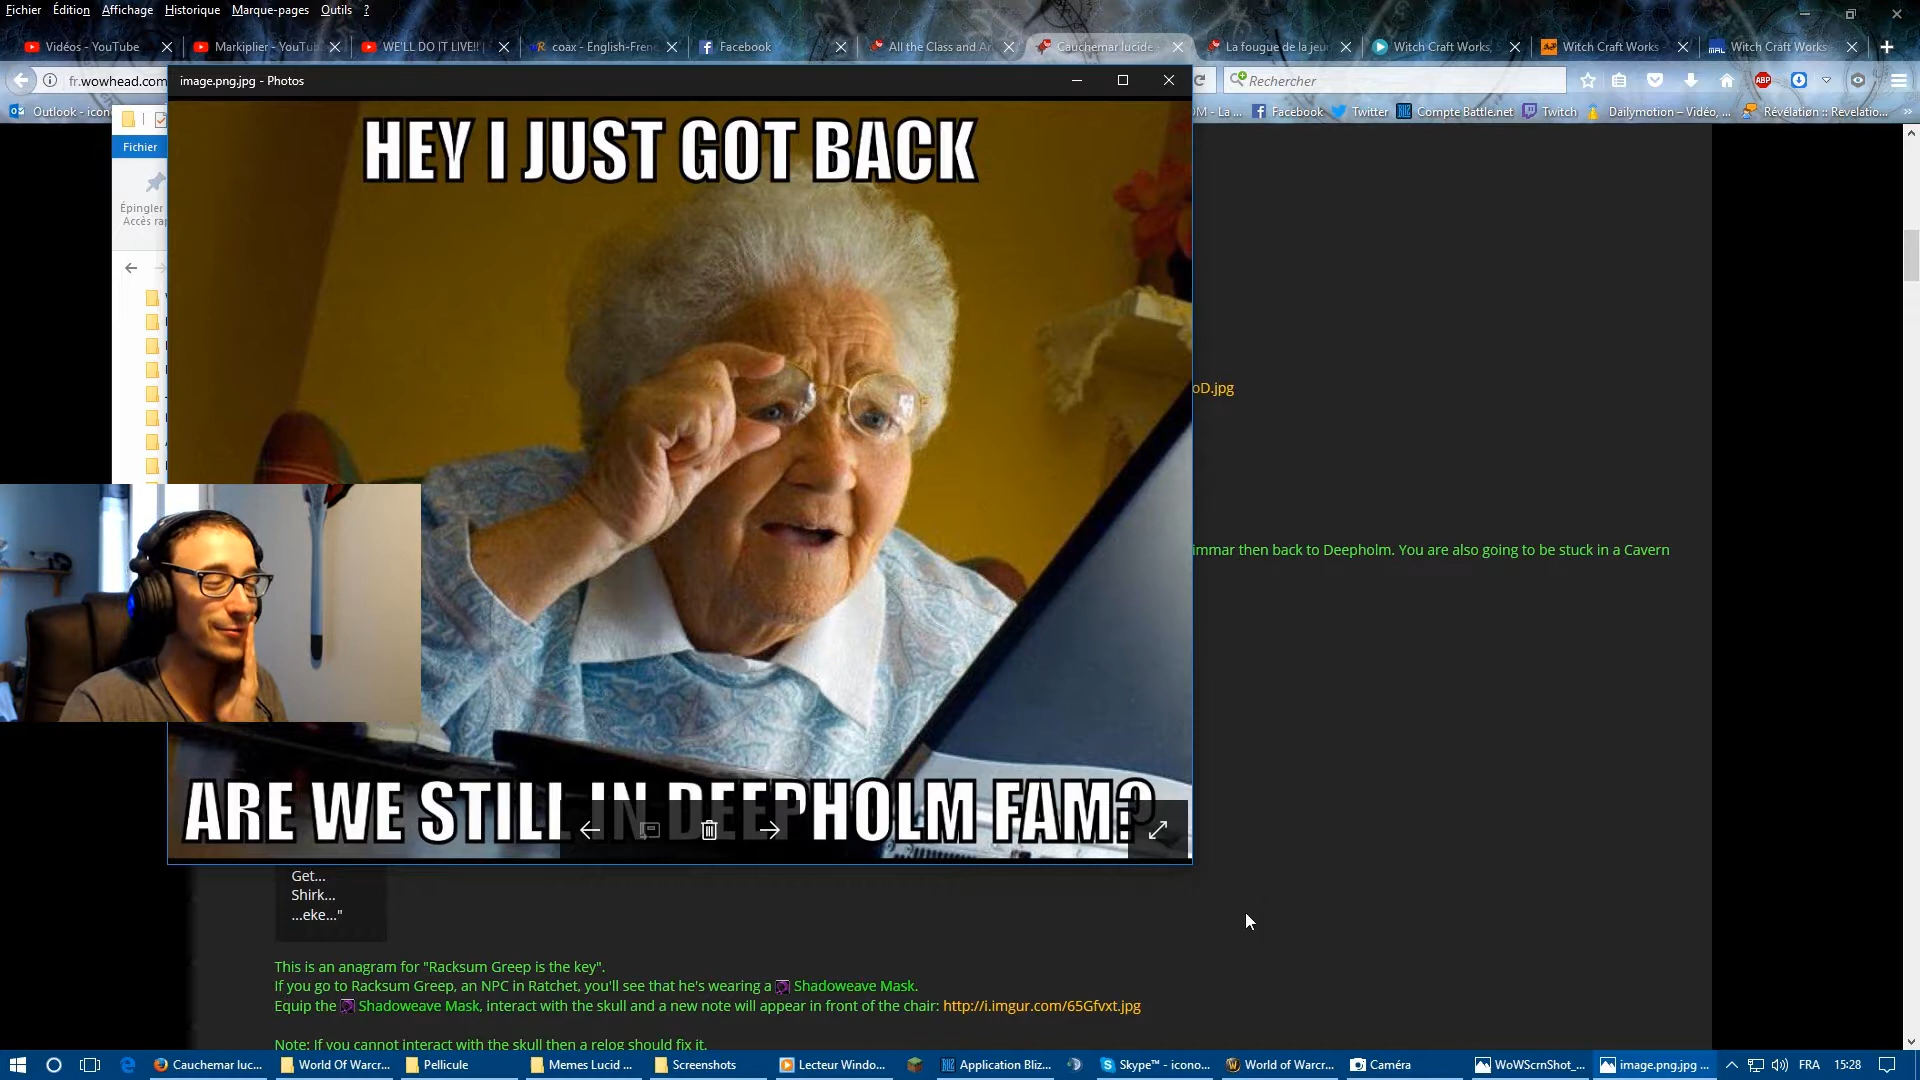 Fichier Édition Affichage Historique Marque-pages Outils ?
Vidéos - YouTube
Markiplier - YouTub
WE'LL DO IT LIVE!!
coax - English-Fren
Facebook
All the Class and Ar
Cauchemar lucide -
La fougue de la jeu
Witch Craft Works, S
Witch Craft Works -
MAL Witch Craft Works
fr.wowhead.com
Rechercher
ABP
image.png.jpg - Photos
Outlook - icon
OM - La ...
Facebook
Twitter
Compte Battle.net
Twitch
Dailymotion – Vidéo, ...
Révélation :: Revelatio...
Fichier
Épingler
Accès rap
HEY I JUST GOT BACK
oD.jpg
immar then back to Deepholm. You are also going to be stuck in a Cavern
ARE WE STILL IN DEEPHOLM FAM?
Get...
Shirk...
...eke..."
This is an anagram for "Racksum Greep is the key".
If you go to Racksum Greep, an NPC in Ratchet, you'll see that he's wearing a Shadoweave Mask.
Equip the Shadoweave Mask, interact with the skull and a new note will appear in front of the chair: http://i.imgur.com/65Gfvxt.jpg
Note: If you cannot interact with the skull then a relog should fix it.
Cauchemar luc...
World Of Warcr...
Pellicule
Memes Lucid ...
Screenshots
Lecteur Windo...
Application Bliz...
Skype™ - icono...
World of Warcr...
Caméra
WoWScrnShot_...
image.png.jpg ...
FRA
15:28